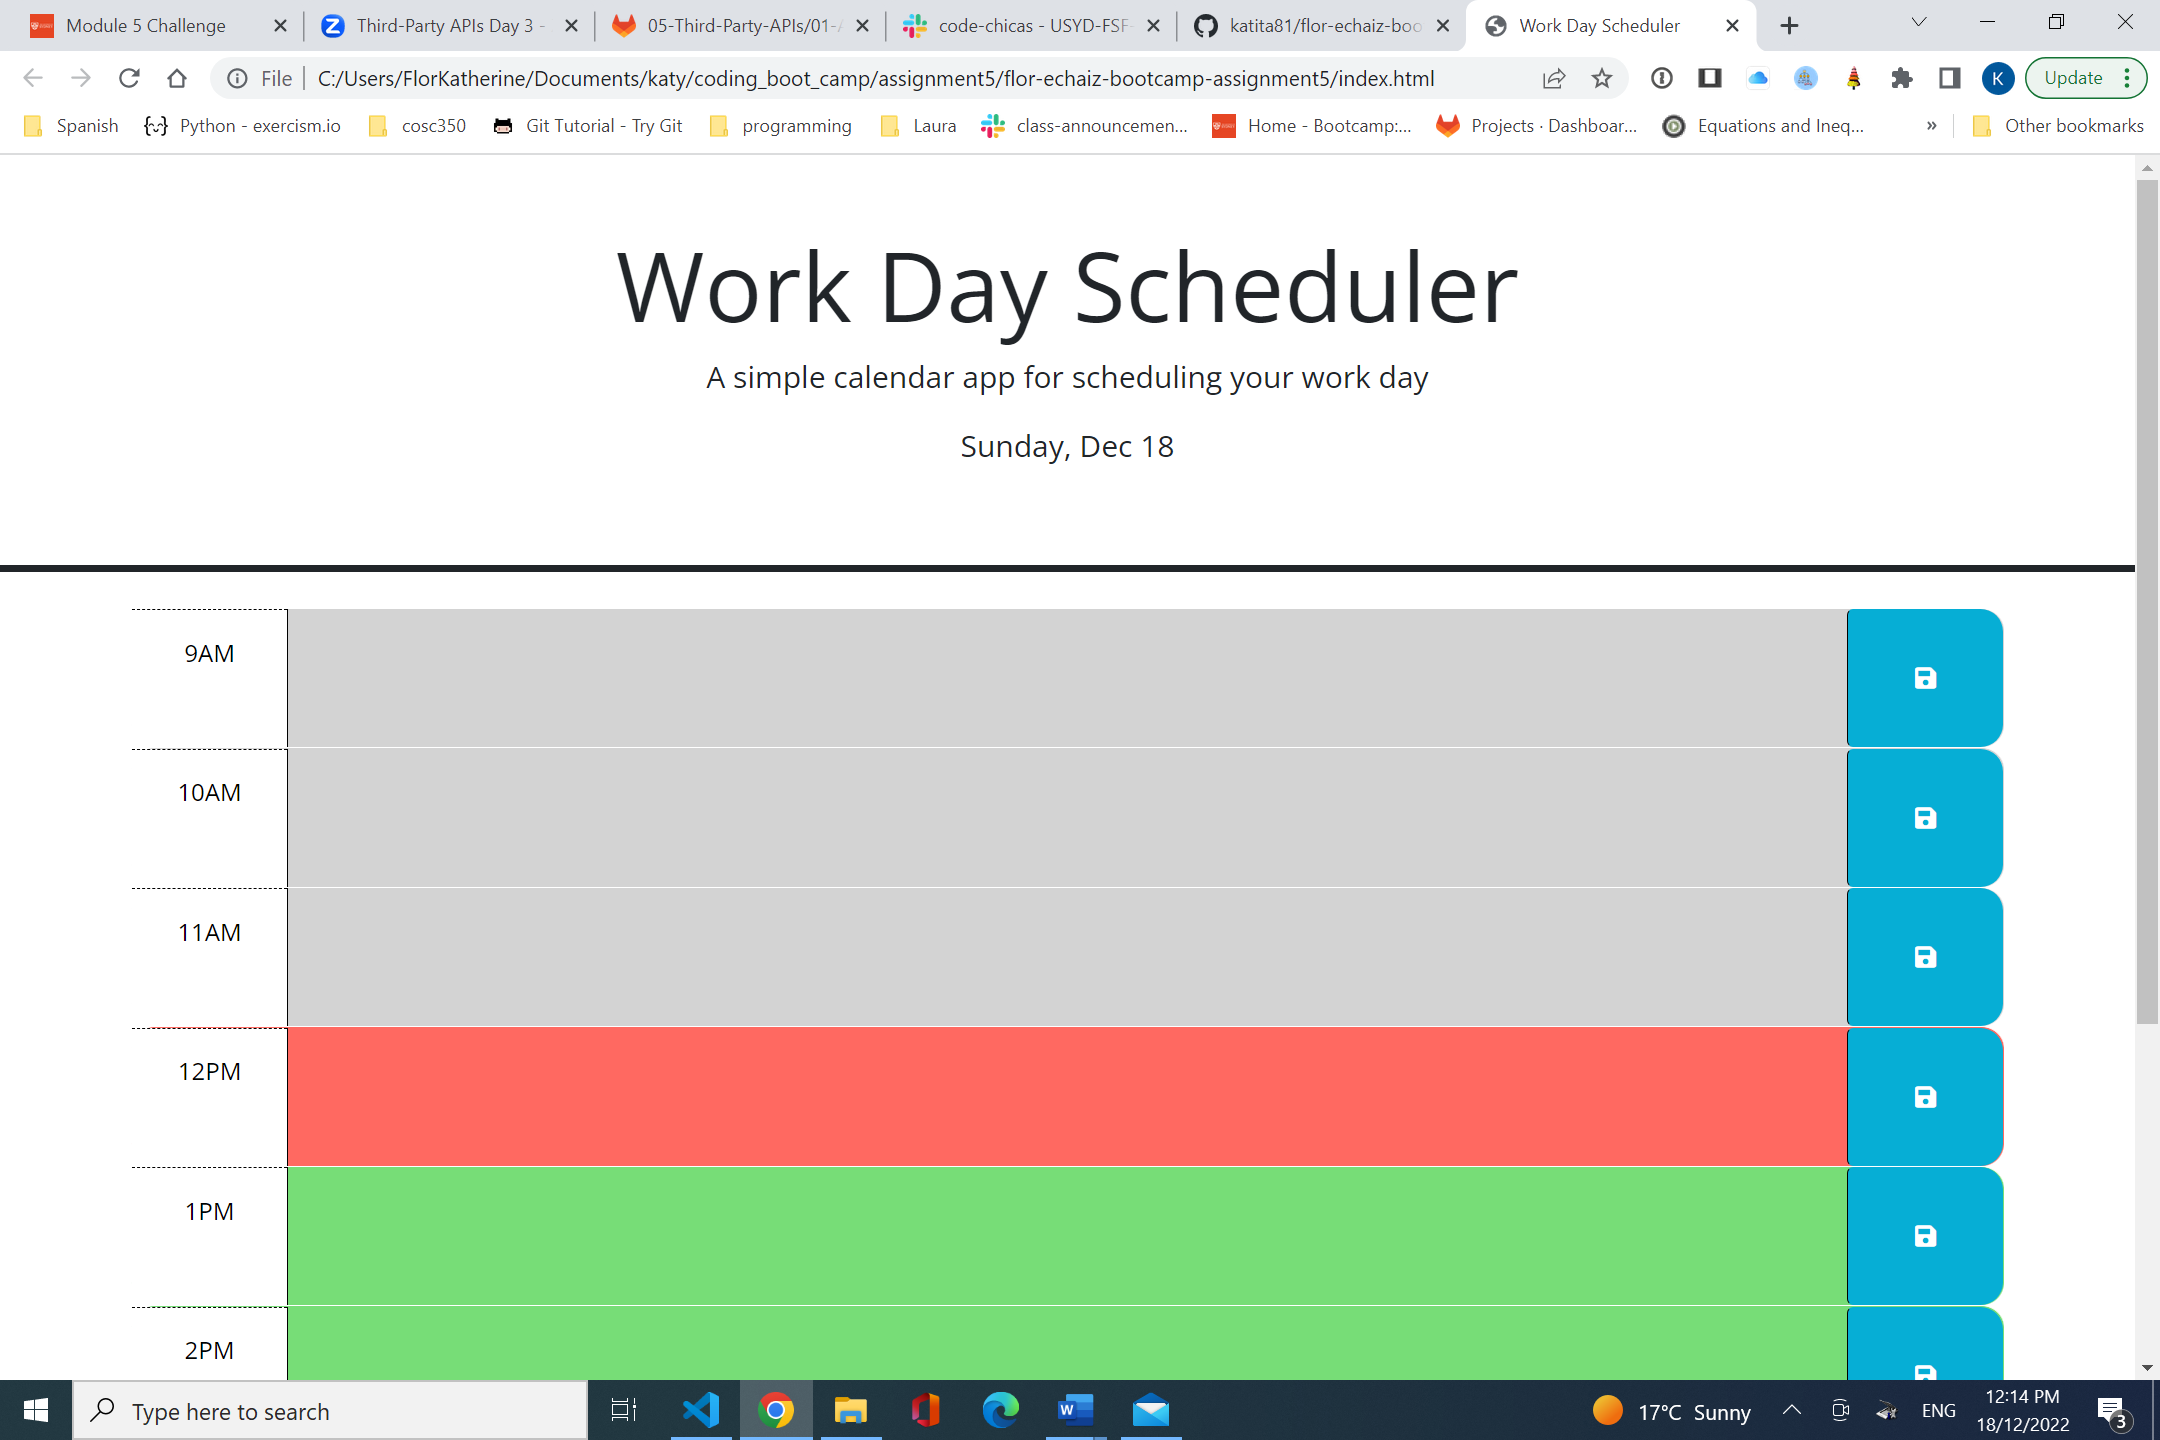 Module 5 Challenge
Third-Party APIs Day 3 -
05-Third-Party-APIs/01-A
code-chicas - USYD-FSF-
katita81/flor-echaiz-boo
Work Day Scheduler
File
C:/Users/FlorKatherine/Documents/katy/coding_boot_camp/assignment5/flor-echaiz-bootcamp-assignment5/index.html
K
Update
Spanish
Python - exercism.io
cosc350
Git Tutorial - Try Git
programming
Laura
class-announcemen...
Home - Bootcamp:...
Projects · Dashboar...
Equations and Ineq...
»
Other bookmarks
Work Day Scheduler
A simple calendar app for scheduling your work day
Sunday, Dec 18
9AM
10AM
11AM
12PM
1PM
2PM
Type here to search
17°C Sunny
ENG
12:14 PM
18/12/2022
3